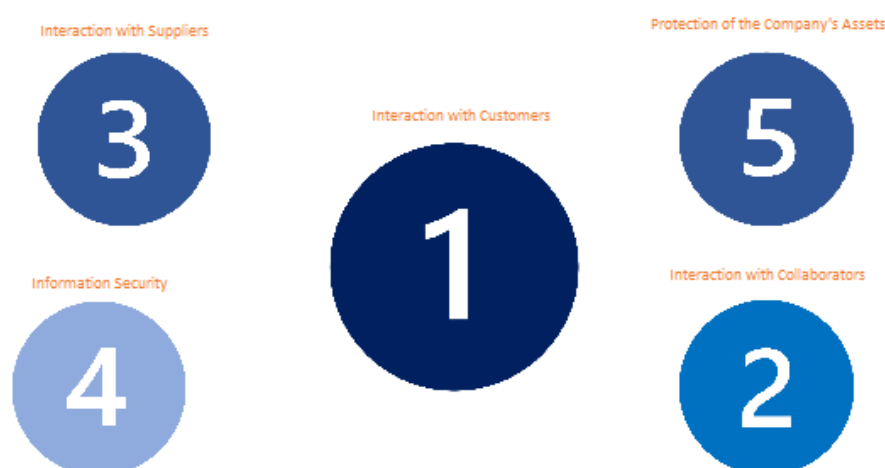 Interaction with Suppliers
3
Protection of the Company's Assets
5
Interaction with Customers
1
Information Security
4
Interaction with Collaborators
2